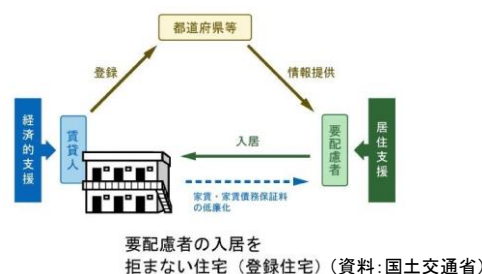 都道府県等
登録
情報提供
経済的支援
賃貸人
入居
要配慮者
居住支援
家賃・家賃債務保証料
の低廉化
要配慮者の入居を
拒まない住宅（登録住宅）（資料：国土交通省）